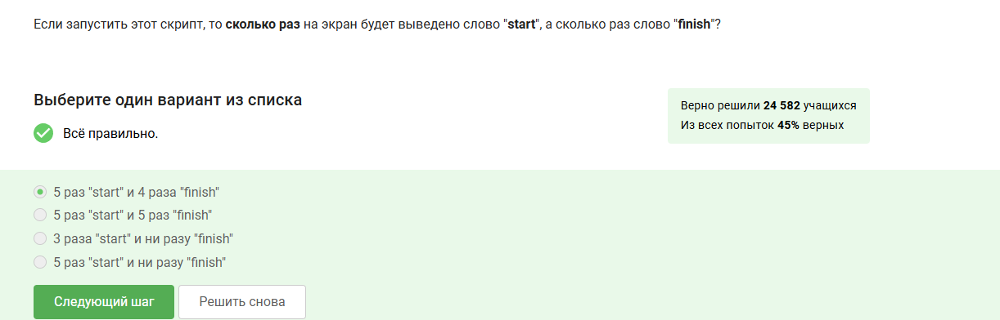 Если запустить этот скрипт, то сколько раз на экран будет выведено слово "start", а сколько раз слово "finish"?
Выберите один вариант из списка
Всё правильно.
Верно решили 24 582 учащихся
Из всех попыток 45% верных
5 раз "start" и 4 раза "finish"
5 раз "start" и 5 раз "finish"
3 раза "start" и ни разу "finish"
5 раз "start" и ни разу "finish"
Следующий шаг
Решить снова